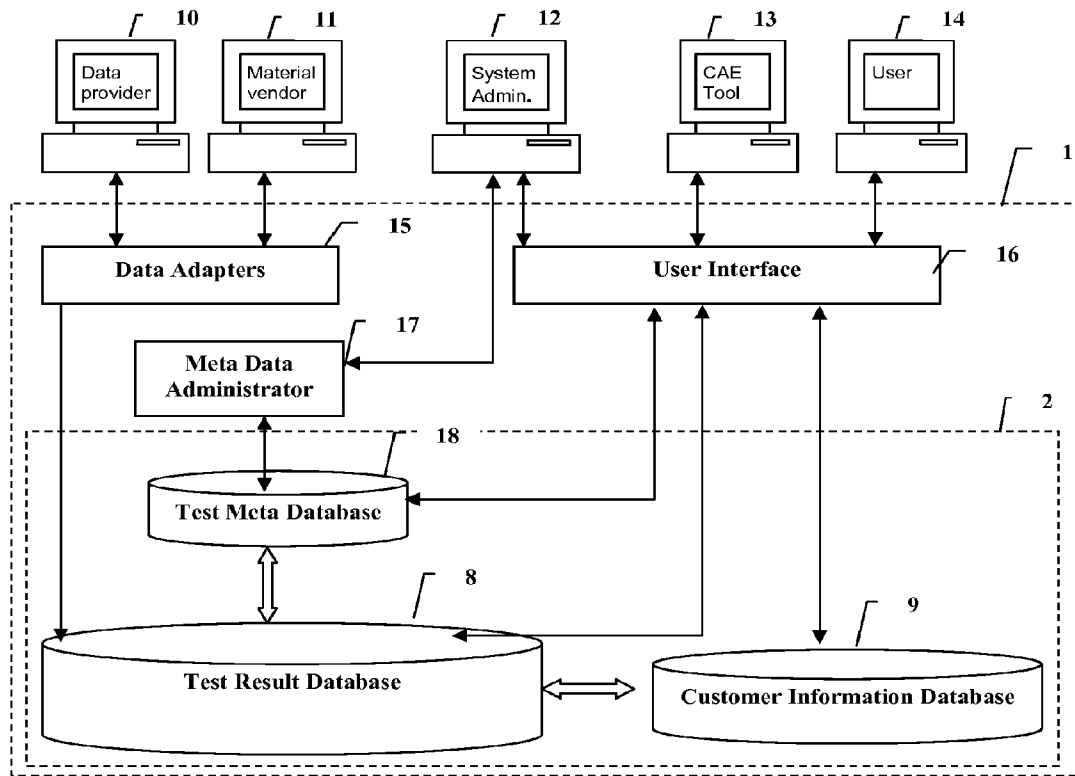 10
11
12
13
14
Data
provider
Material
vendor
System
Admin.
CAE
Tool
User
1
15
16
Data Adapters
User Interface
17
Meta Data
Administrator
2
18
Test Meta Database
8
9
Test Result Database
Customer Information Database